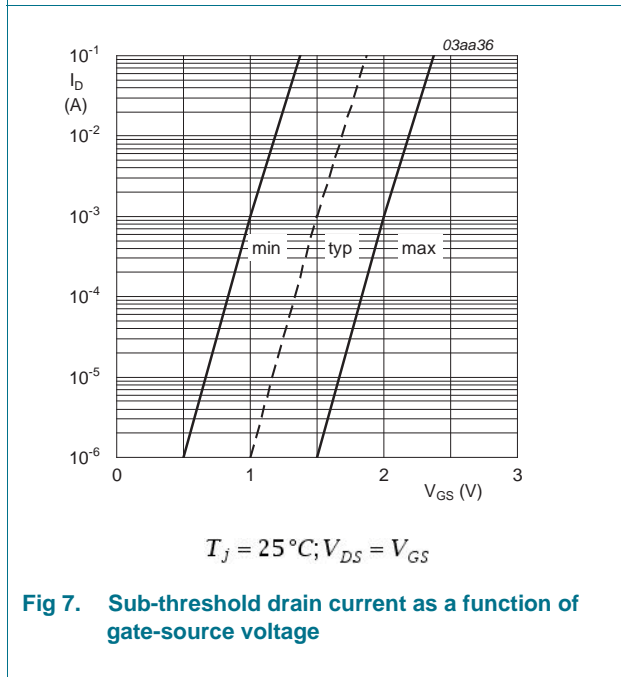 03aa36
10⁻¹
I_D
(A)
10⁻²
10⁻³
min typ max
10⁻⁴
10⁻⁵
10⁻⁶
0 1 2 3
V_GS (V)
T_j = 25 °C; V_DS = V_GS
Fig 7. Sub-threshold drain current as a function of
gate-source voltage